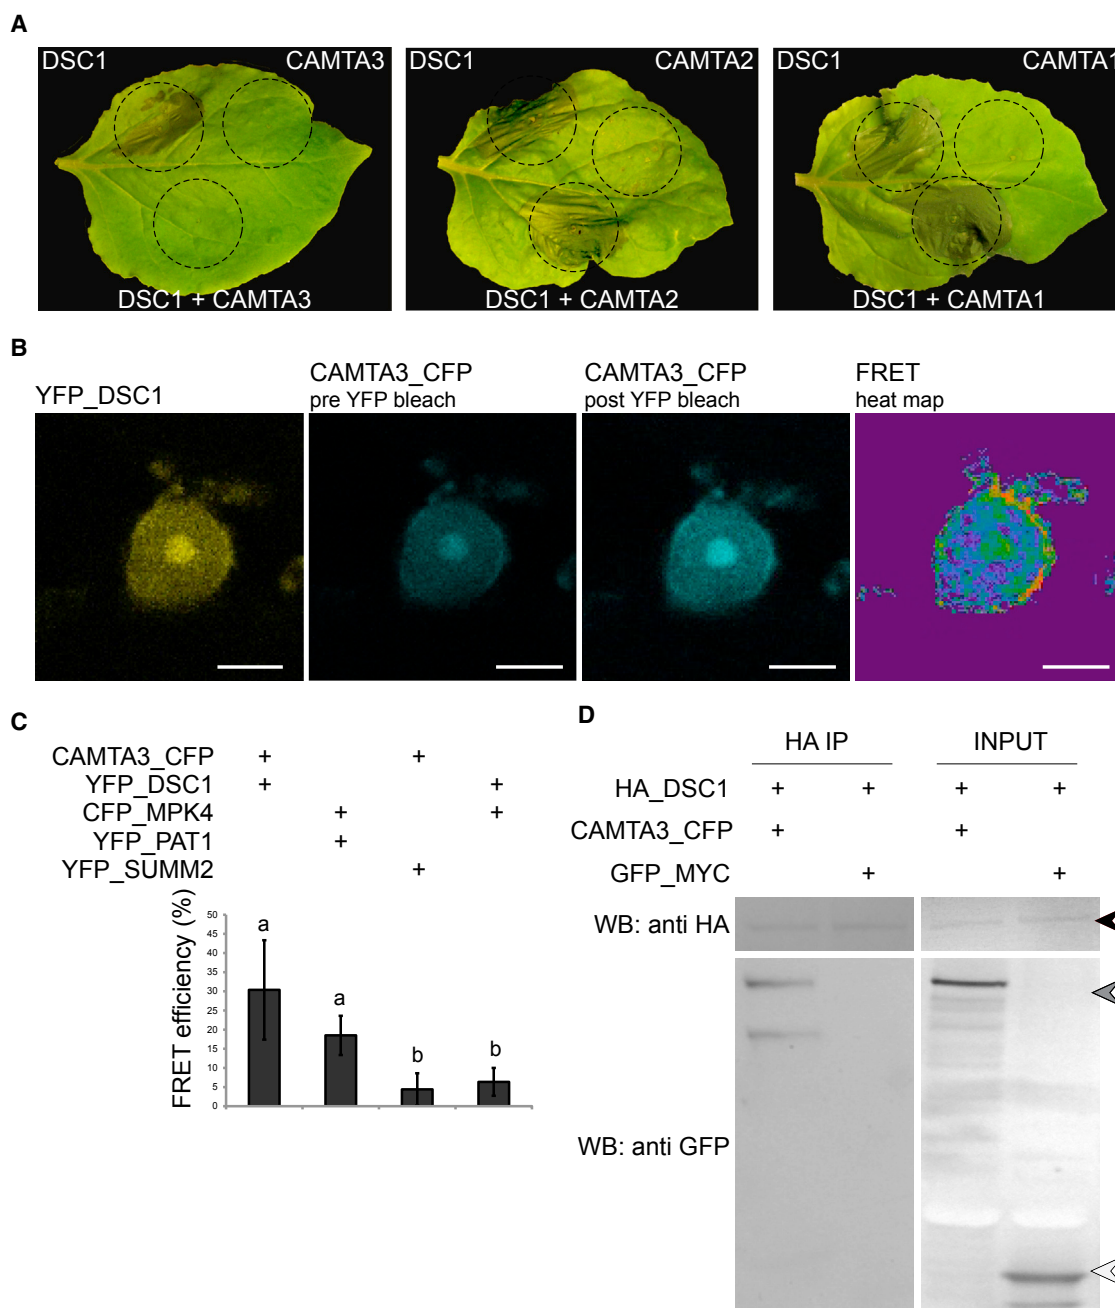 A
DSC1 CAMTA3
DSC1 + CAMTA3
DSC1 CAMTA2
DSC1 + CAMTA2
DSC1 CAMTA1
DSC1 + CAMTA1
B
YFP_DSC1
CAMTA3_CFP
pre YFP bleach
CAMTA3_CFP
post YFP bleach
FRET
heat map
C
CAMTA3_CFP + +
YFP_DSC1 + +
CFP_MPK4 + +
YFP_PAT1 +
YFP_SUMM2 +
FRET efficiency (%)
50
45
40
35
30
25
20
15
10
5
0
a
a
b
b
D
HA IP INPUT
HA_DSC1 + + + +
CAMTA3_CFP + +
GFP_MYC + +
WB: anti HA
WB: anti GFP